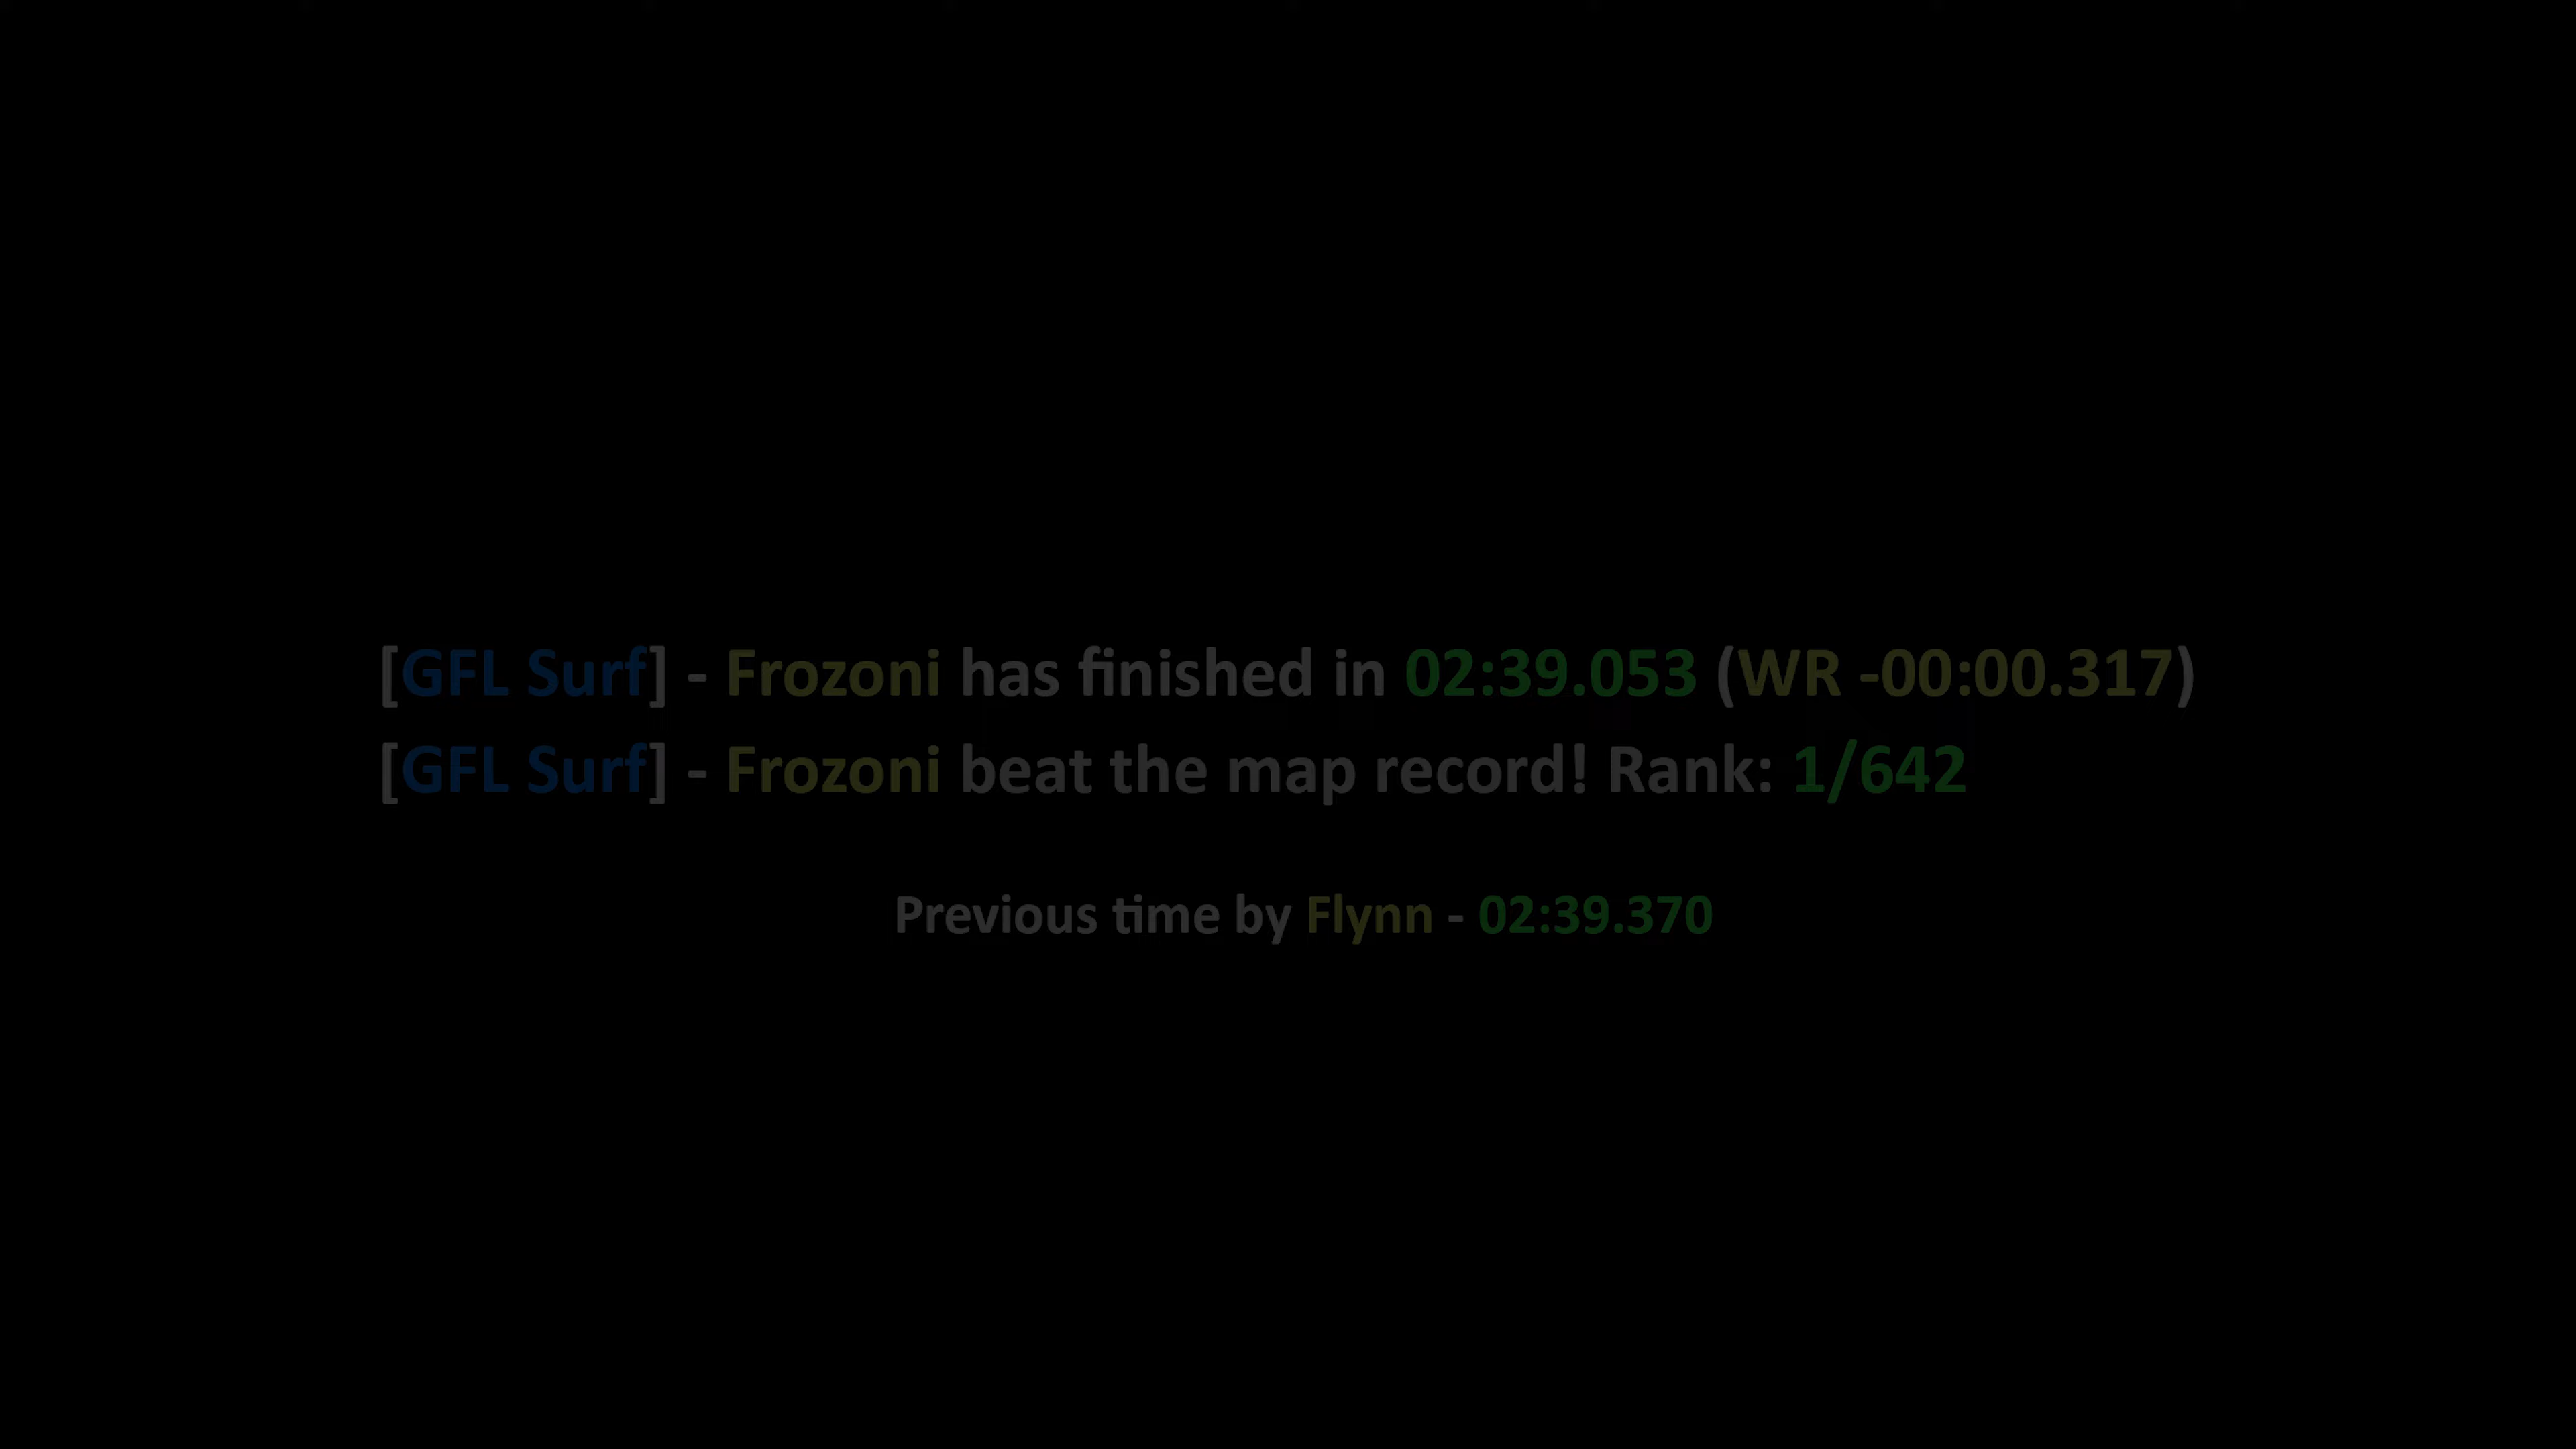 [GFL Surf] - Frozoni has finished in 02:39.053 (WR -00:00.317)
[GFL Surf] - Frozoni beat the map record! Rank: 1/642
Previous time by Flynn - 02:39.370